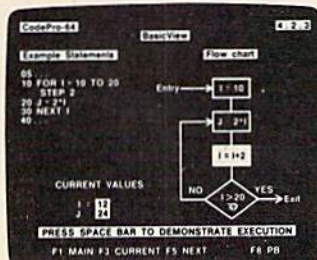 CodePro-64
4.2.3
BasicView
Example Statements
Flow chart
05...
10 FOR I = 10 TO 20
STEP 2
20 J = 2*I
30 NEXT I
40...
Entry
I = 10
J = 2*I
I = I+2
NO
YES
I>20
Exit
CURRENT VALUES
I = 12
J = 24
PRESS SPACE BAR TO DEMONSTRATE EXECUTION
F1 MAIN F3 CURRENT F5 NEXT F8 PB